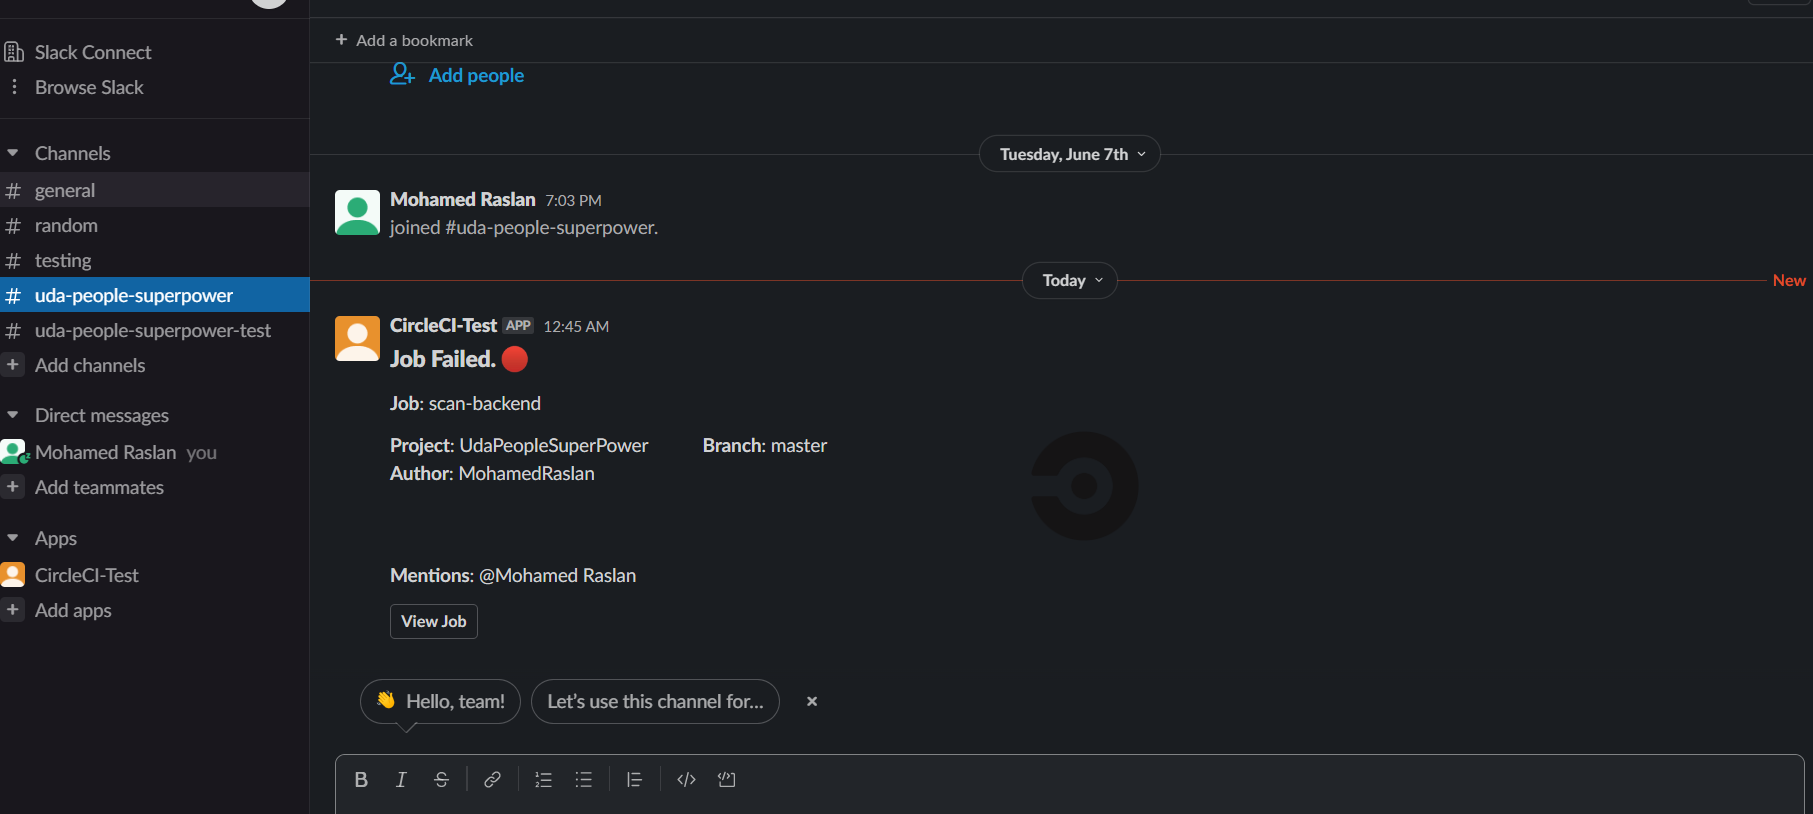 Slack Connect
Browse Slack
Channels
# general
# random
# testing
# uda-people-superpower
# uda-people-superpower-test
+ Add channels
Direct messages
Mohamed Raslan you
+ Add teammates
Apps
CircleCI-Test
+ Add apps
+ Add a bookmark
Add people
Tuesday, June 7th
Mohamed Raslan 7:03 PM
joined #uda-people-superpower.
Today
New
CircleCI-Test APP 12:45 AM
Job Failed. 🔴
Job: scan-backend
Project: UdaPeopleSuperPower Branch: master
Author: MohamedRaslan
Mentions: @Mohamed Raslan
View Job
👋 Hello, team! Let’s use this channel for... ×
B I S